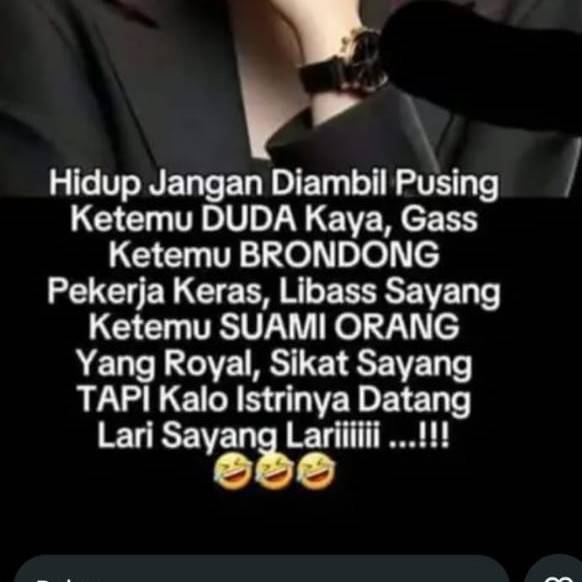 Hidup Jangan Diambil Pusing
Ketemu DUDA Kaya, Gass
Ketemu BRONDONG
Pekerja Keras, Libass Sayang
Ketemu SUAMI ORANG
Yang Royal, Sikat Sayang
TAPI Kalo Istrinya Datang
Lari Sayang Lariiiiii ...!!!
🤣🤣🤣